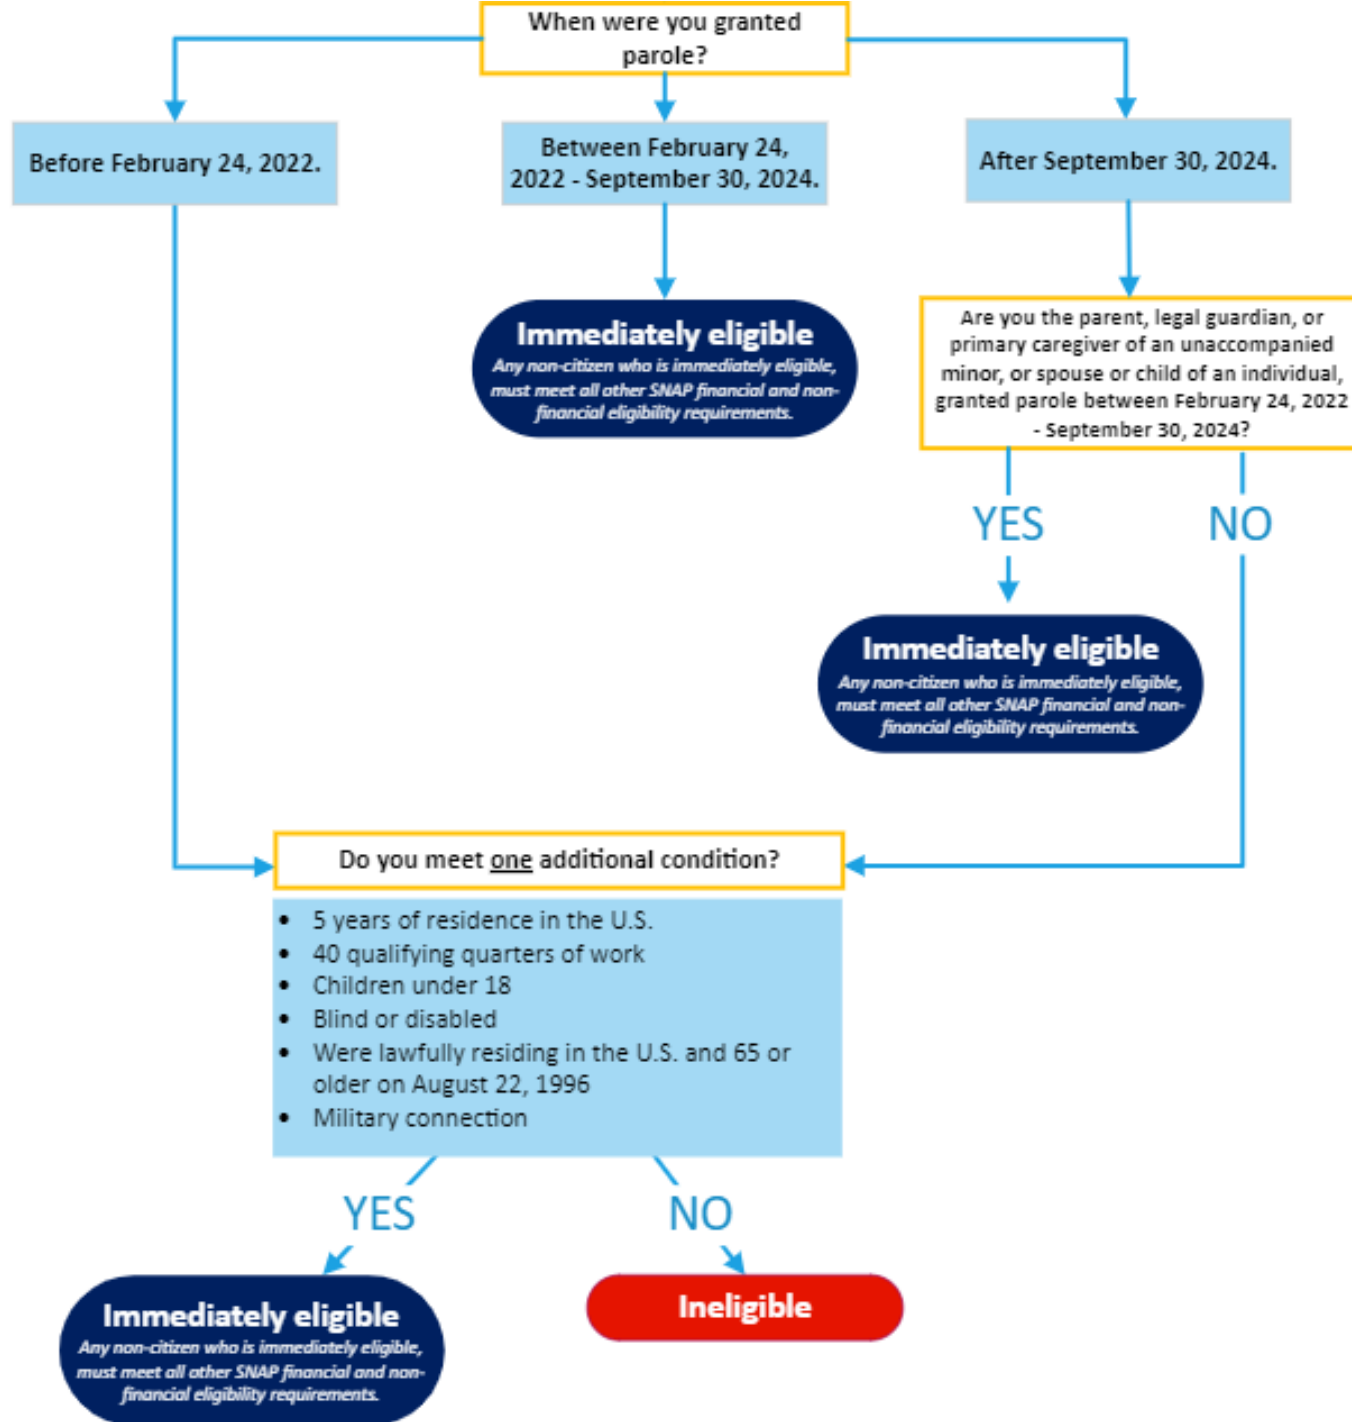 When were you granted
parole?
Before February 24, 2022.
Between February 24,
2022 - September 30, 2024.
After September 30, 2024.
Immediately eligible
Any non-citizen who is immediately eligible,
must meet all other SNAP financial and non-
financial eligibility requirements.
Are you the parent, legal guardian, or
primary caregiver of an unaccompanied
minor, or spouse or child of an individual,
granted parole between February 24, 2022
- September 30, 2024?
YES
NO
Immediately eligible
Any non-citizen who is immediately eligible,
must meet all other SNAP financial and non-
financial eligibility requirements.
Do you meet one additional condition?
• 5 years of residence in the U.S.
• 40 qualifying quarters of work
• Children under 18
• Blind or disabled
• Were lawfully residing in the U.S. and 65 or
older on August 22, 1996
• Military connection
YES
NO
Immediately eligible
Any non-citizen who is immediately eligible,
must meet all other SNAP financial and non-
financial eligibility requirements.
Ineligible